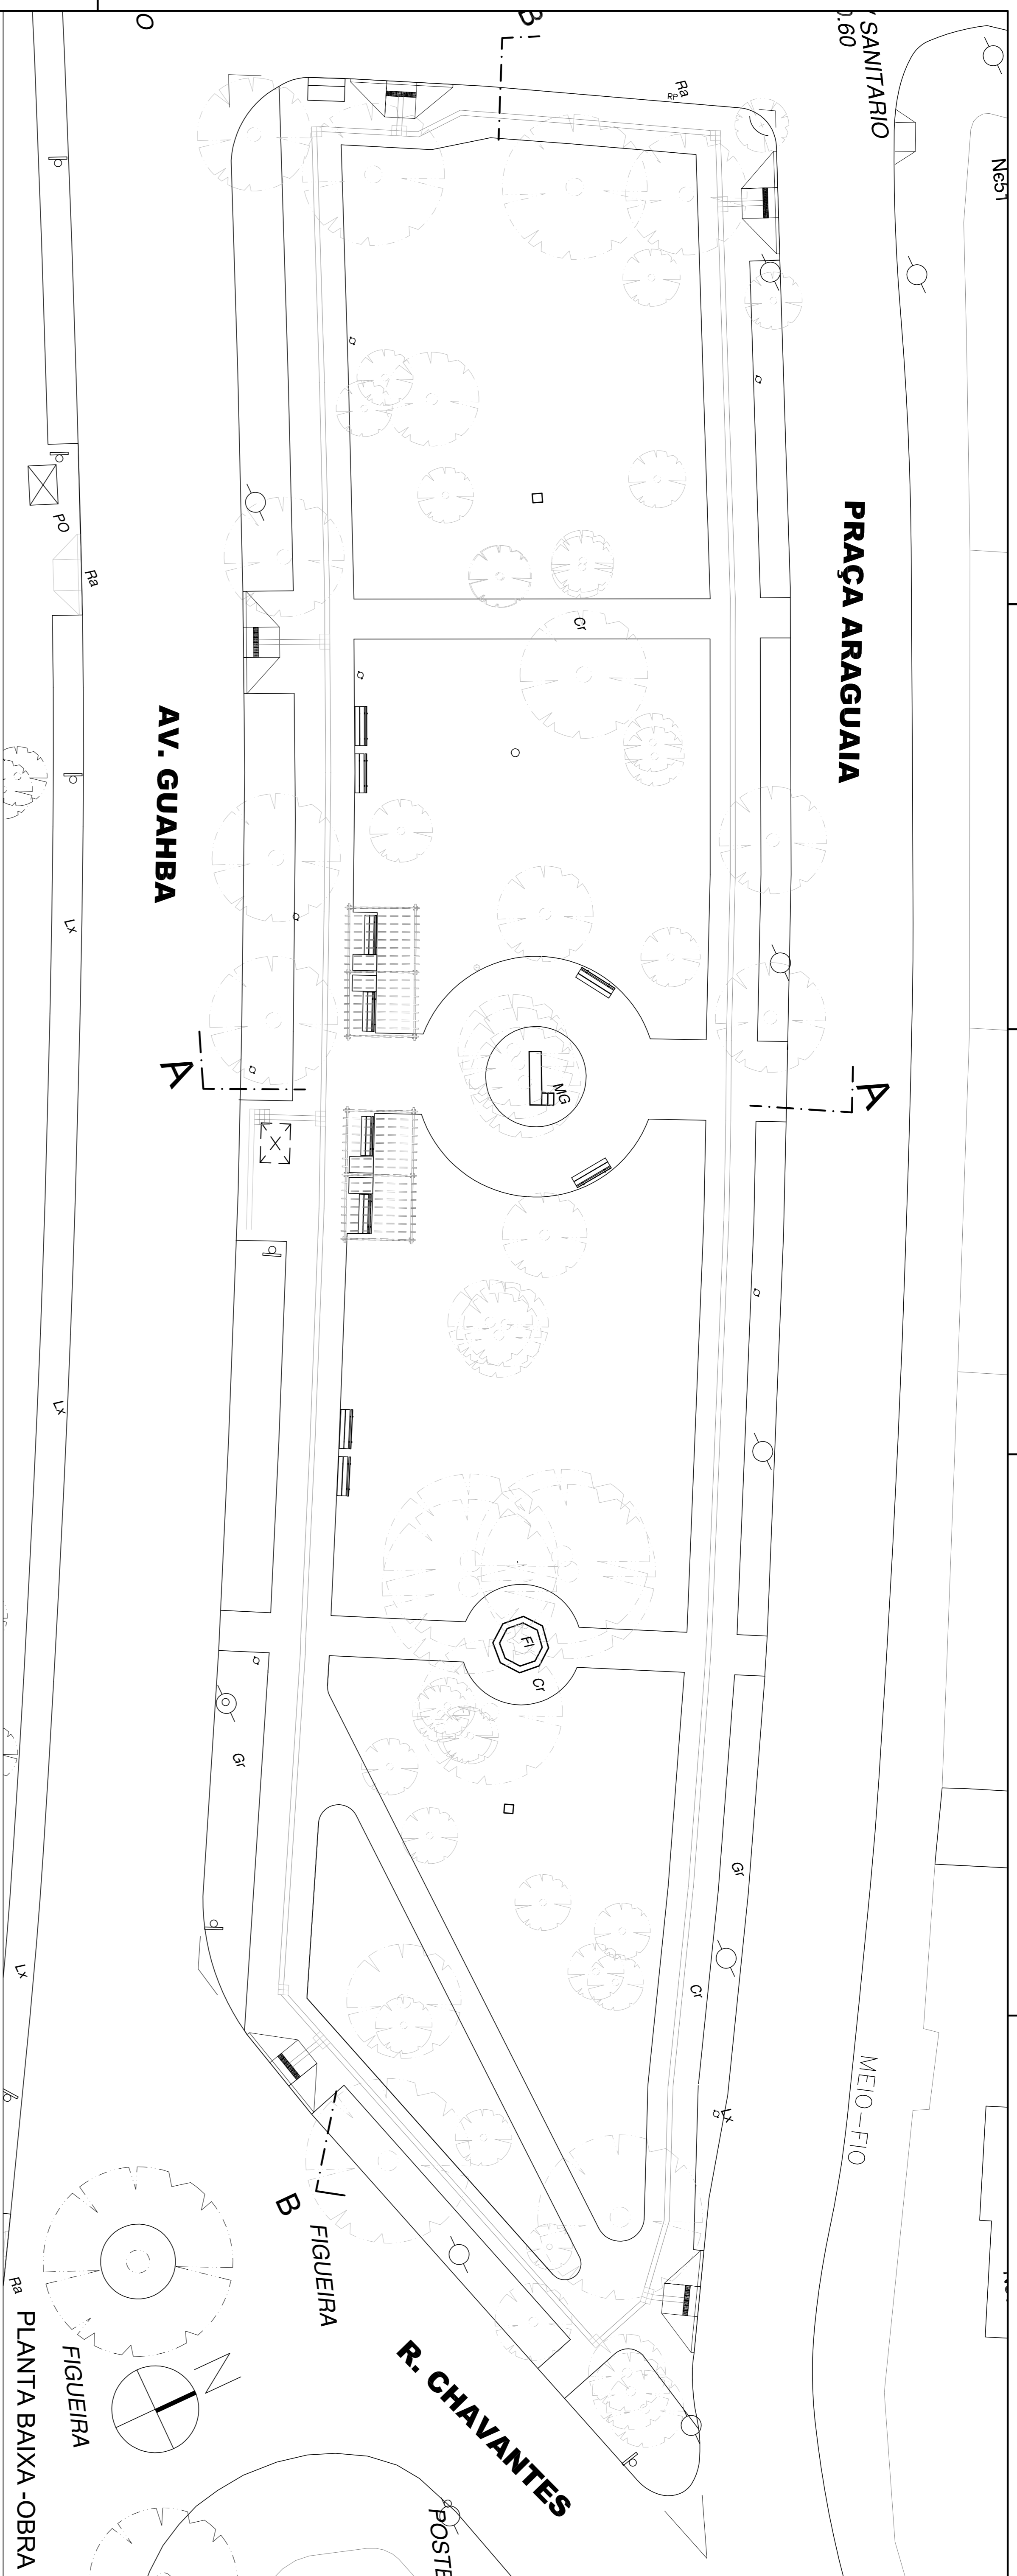 O
B
SANITARIO
0.60
Ra
RP
PO
Ra
PRAÇA ARAGUAIA
Cr
AV. GUAHBA
Lx
A
MG
A
Lx
FI
Cr
Gr
Gr
Lx
Cr
Lx
MEIO-FIO
B
FIGUEIRA
Ra
PLANTA BAIXA -OBRA
FIGUEIRA
N
R. CHAVANTES
POSTE